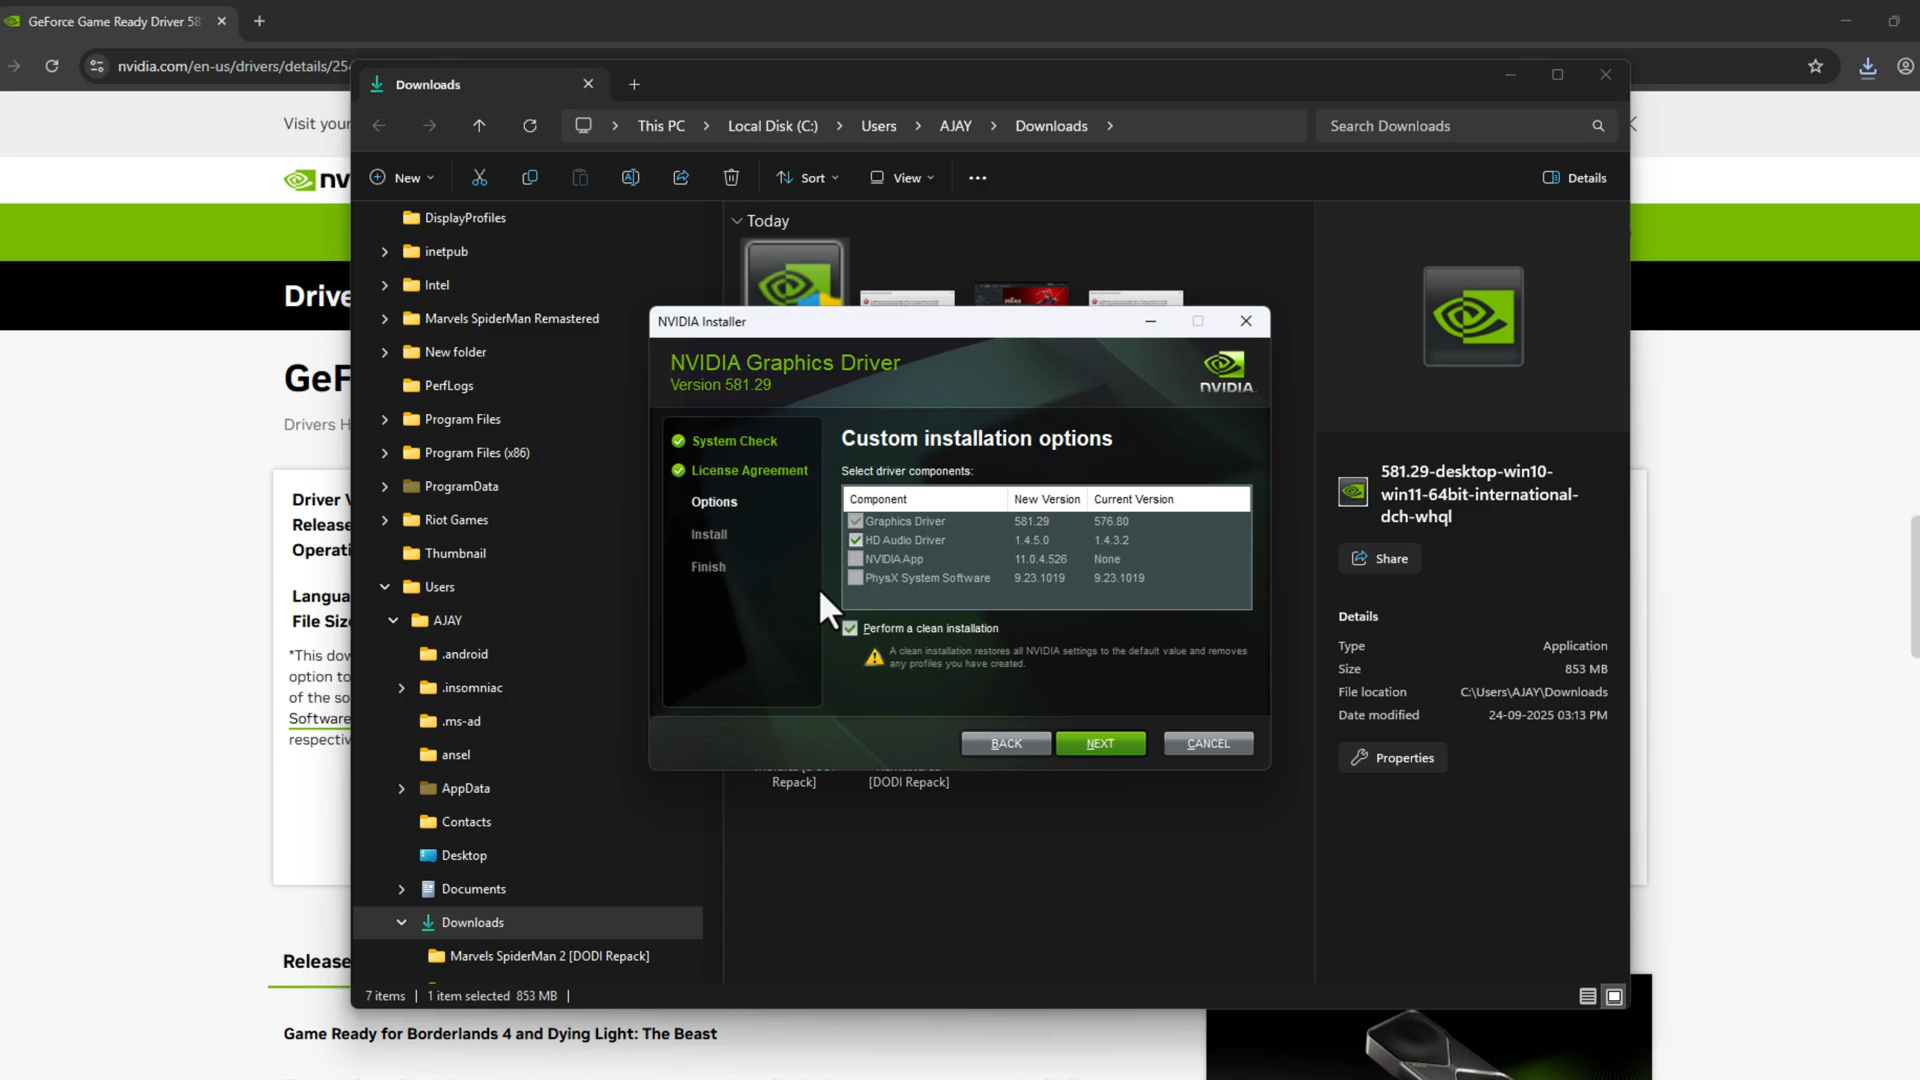 GeForce Game Ready Driver 58
nvidia.com/en-us/drivers/details/254
Visit your
Drive
GeF
Drivers H
Driver V
Release
Operati
Langua
File Size
*This dow
option to
of the so
Software
respectiv
Release
Game Ready for Borderlands 4 and Dying Light: The Beast
Downloads
This PC
Local Disk (C:)
Users
AJAY
Downloads
Search Downloads
New
Sort
View
Details
DisplayProfiles
inetpub
Intel
Marvels SpiderMan Remastered
New folder
PerfLogs
Program Files
Program Files (x86)
ProgramData
Riot Games
Thumbnail
Users
AJAY
.android
.insomniac
.ms-ad
ansel
AppData
Contacts
Desktop
Documents
Downloads
Marvels SpiderMan 2 [DODI Repack]
Today
Repack]
[DODI Repack]
NVIDIA Installer
NVIDIA Graphics Driver
Version 581.29
NVIDIA.
System Check
License Agreement
Options
Install
Finish
Custom installation options
Select driver components:
Component New Version Current Version
Graphics Driver 581.29 576.80
HD Audio Driver 1.4.5.0 1.4.3.2
NVIDIA App 11.0.4.526 None
PhysX System Software 9.23.1019 9.23.1019
Perform a clean installation
A clean installation restores all NVIDIA settings to the default value and removes
any profiles you have created.
BACK
NEXT
CANCEL
581.29-desktop-win10-
win11-64bit-international-
dch-whql
Share
Details
Type Application
Size 853 MB
File location C:\Users\AJAY\Downloads
Date modified 24-09-2025 03:13 PM
Properties
7 items
1 item selected 853 MB